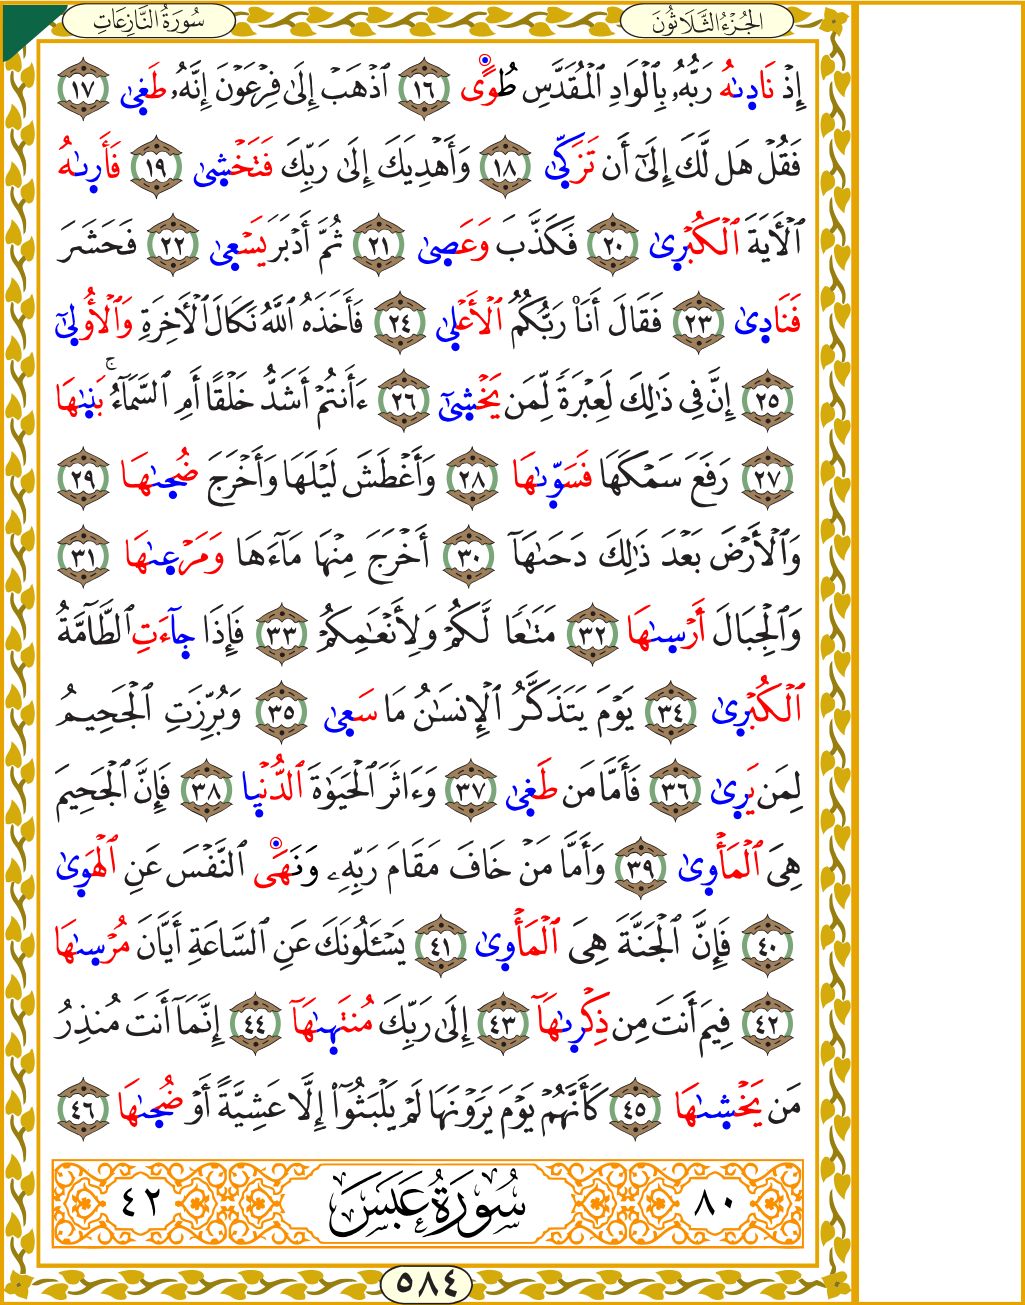 الجُزْءُ الثَّلَاثُونَ
سُورَةُ النَّازِعَاتِ
إِذْ نَادِىٰهُ رَبُّهُۥ بِٱلْوَادِ ٱلْمُقَدَّسِ طُوًى ١٦ ٱذْهَبْ إِلَىٰ فِرْعَوْنَ إِنَّهُۥ طَغِىٰ ١٧
فَقُلْ هَل لَّكَ إِلَىٰٓ أَن تَزَكِّىٰ ١٨ وَأَهْدِيَكَ إِلَىٰ رَبِّكَ فَتَخْشِىٰ ١٩ فَأَرِىٰهُ
ٱلْأٓيَةَ ٱلْكُبْرِىٰ ٢٠ فَكَذَّبَ وَعَصِىٰ ٢١ ثُمَّ أَدْبَرَ يَسْعِىٰ ٢٢ فَحَشَرَ
فَنَادِىٰ ٢٣ فَقَالَ أَنَا۠ رَبُّكُمُ ٱلْأَعْلِىٰ ٢٤ فَأَخَذَهُ ٱللَّهُ نَكَالَ ٱلْأٓخِرَةِ وَٱلْأُولِىٰٓ
٢٥ إِنَّ فِى ذَٰلِكَ لَعِبْرَةً لِّمَن يَخْشِىٰٓ ٢٦ ءَأَنتُمْ أَشَدُّ خَلْقًا أَمِ ٱلسَّمَآءُ ۚ بَنِىٰهَا
٢٧ رَفَعَ سَمْكَهَا فَسَوِّىٰهَا ٢٨ وَأَغْطَشَ لَيْلَهَا وَأَخْرَجَ ضُحِىٰهَا ٢٩
وَٱلْأَرْضَ بَعْدَ ذَٰلِكَ دَحَىٰهَآ ٣٠ أَخْرَجَ مِنْهَا مَآءَهَا وَمَرْعِىٰهَا ٣١
وَٱلْجِبَالَ أَرْسِىٰهَا ٣٢ مَتَٰعًا لَّكُمْ وَلِأَنْعَٰمِكُمْ ٣٣ فَإِذَا جِآءَتِ ٱلطَّآمَّةُ
ٱلْكُبْرِىٰ ٣٤ يَوْمَ يَتَذَكَّرُ ٱلْإِنسَٰنُ مَا سَعِىٰ ٣٥ وَبُرِّزَتِ ٱلْجَحِيمُ
لِمَن يَرِىٰ ٣٦ فَأَمَّا مَن طَغِىٰ ٣٧ وَءَاثَرَ ٱلْحَيَوٰةَ ٱلدُّنْيِا ٣٨ فَإِنَّ ٱلْجَحِيمَ
هِىَ ٱلْمَأْوِىٰ ٣٩ وَأَمَّا مَنْ خَافَ مَقَامَ رَبِّهِۦ وَنَهَى ٱلنَّفْسَ عَنِ ٱلْهَوِىٰ
٤٠ فَإِنَّ ٱلْجَنَّةَ هِىَ ٱلْمَأْوِىٰ ٤١ يَسْـَٔلُونَكَ عَنِ ٱلسَّاعَةِ أَيَّانَ مُرْسِىٰهَا
٤٢ فِيمَ أَنتَ مِن ذِكْرِىٰهَآ ٤٣ إِلَىٰ رَبِّكَ مُنتَهِىٰهَآ ٤٤ إِنَّمَآ أَنتَ مُنذِرُ
مَن يَخْشِىٰهَا ٤٥ كَأَنَّهُمْ يَوْمَ يَرَوْنَهَا لَمْ يَلْبَثُوٓا۟ إِلَّا عَشِيَّةً أَوْ ضُحِىٰهَا ٤٦
٨٠ سُورَةُ عَبَسَ ٤٢
٥٨٤